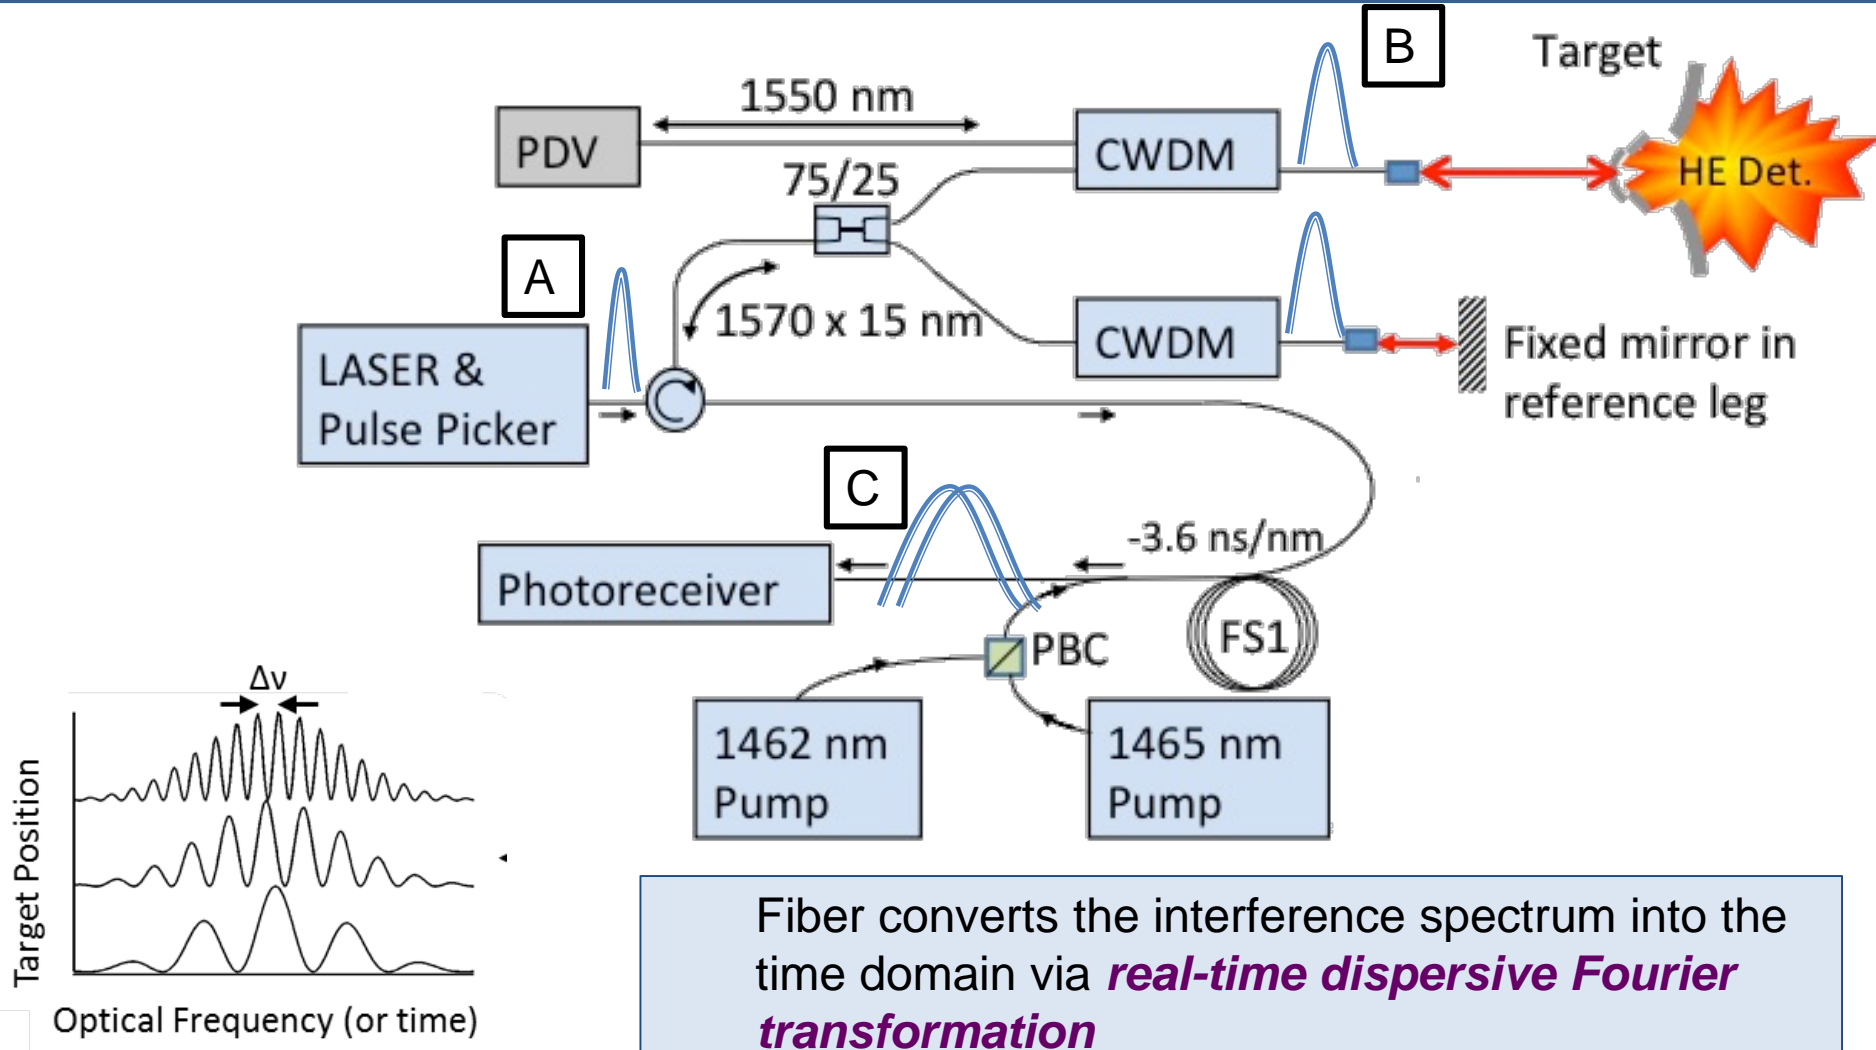 B
Target
1550 nm
PDV
CWDM
HE Det.
75/25
A
1570 x 15 nm
CWDM
LASER &
Pulse Picker
Fixed mirror in
reference leg
C
-3.6 ns/nm
Photoreceiver
PBC
FS1
1462 nm
Pump
1465 nm
Pump
Δν
Target Position
Optical Frequency (or time)
Fiber converts the interference spectrum into the
time domain via real-time dispersive Fourier
transformation